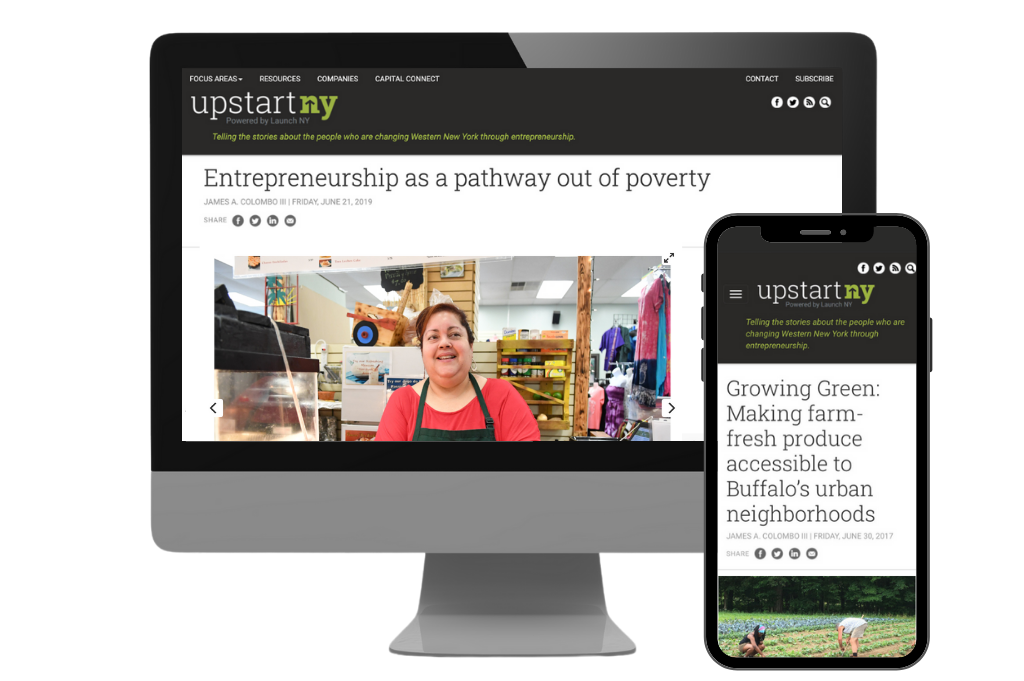 FOCUS AREAS RESOURCES COMPANIES CAPITAL CONNECT CONTACT SUBSCRIBE
upstartny
Powered by Launch NY
Telling the stories about the people who are changing Western New York through entrepreneurship.
Entrepreneurship as a pathway out of poverty
JAMES A. COLOMBO III | FRIDAY, JUNE 21, 2019
SHARE
upstartny
Powered by Launch NY
Telling the stories about the people who are
changing Western New York through
entrepreneurship.
Growing Green:
Making farm-
fresh produce
accessible to
Buffalo's urban
neighborhoods
JAMES A. COLOMBO III | FRIDAY, JUNE 30, 2017
SHARE